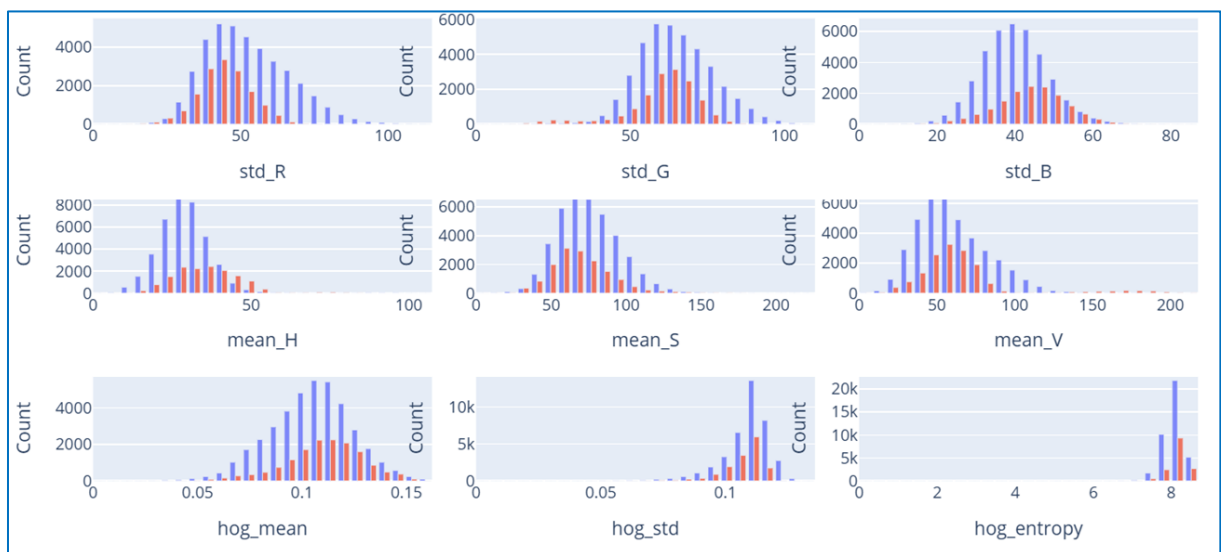 Count 4000 2000 0 0 50 100 std_R
Count 6000 4000 2000 0 50 100 std_G
Count 6000 4000 2000 0 0 20 40 60 80 std_B
Count 8000 6000 4000 2000 0 0 50 100 mean_H
Count 6000 4000 2000 0 0 50 100 150 200 mean_S
Count 6000 4000 2000 0 0 50 100 150 200 mean_V
Count 4000 2000 0 0 0.05 0.1 0.15 hog_mean
Count 10k 5k 0 0 0.05 0.1 hog_std
Count 20k 15k 10k 5k 0 0 2 4 6 8 hog_entropy